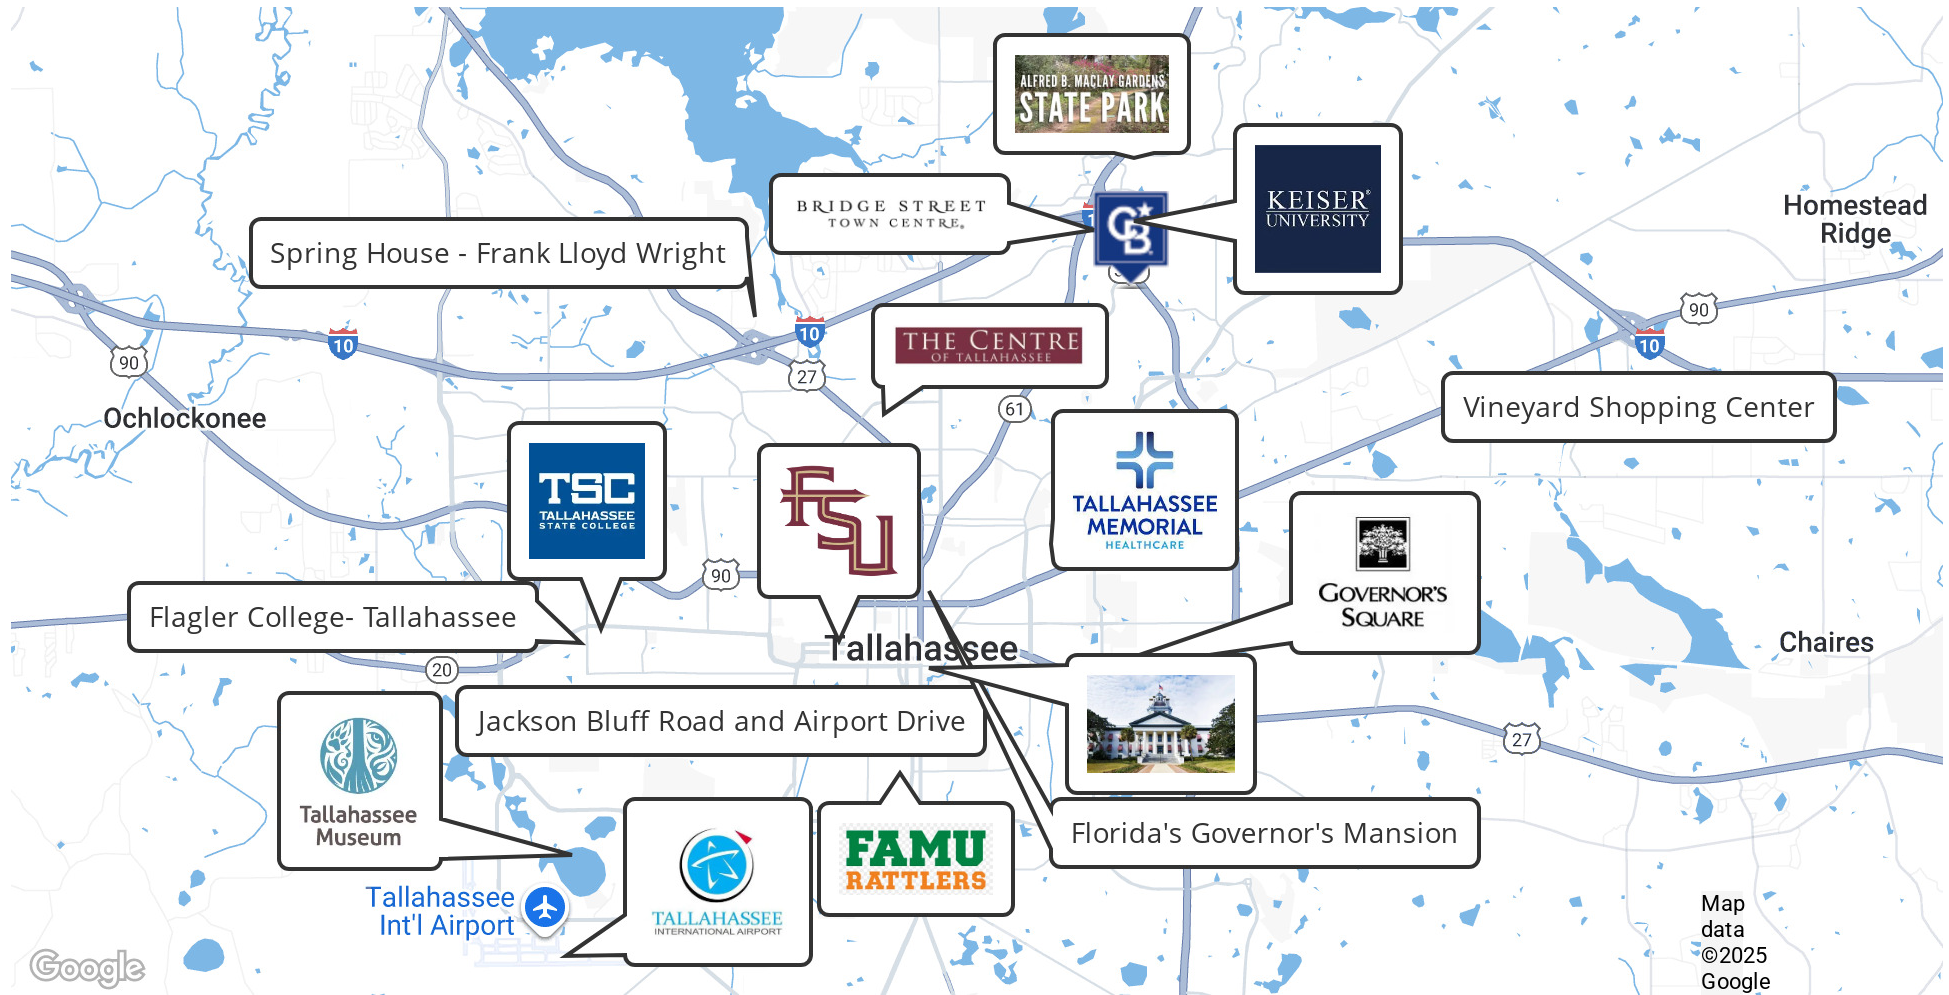 ALFRED B. MACLAY GARDENS
STATE PARK
BRIDGE STREET
TOWN CENTRE®
KEISER®
UNIVERSITY
CB
Homestead
Ridge
Spring House - Frank Lloyd Wright
10
10
90
27
THE CENTRE
OF TALLAHASSEE
90
10
61
Ochlockonee
Vineyard Shopping Center
TSC
TALLAHASSEE
STATE COLLEGE
FSU
TALLAHASSEE
MEMORIAL
HEALTHCARE
90
GOVERNOR'S
SQUARE
Flagler College- Tallahassee
Tallahassee
Chaires
20
Jackson Bluff Road and Airport Drive
27
Tallahassee
Museum
Florida's Governor's Mansion
FAMU
RATTLERS
TALLAHASSEE
INTERNATIONAL AIRPORT
Tallahassee
Int'l Airport
Google
Map
data
©2025
Google